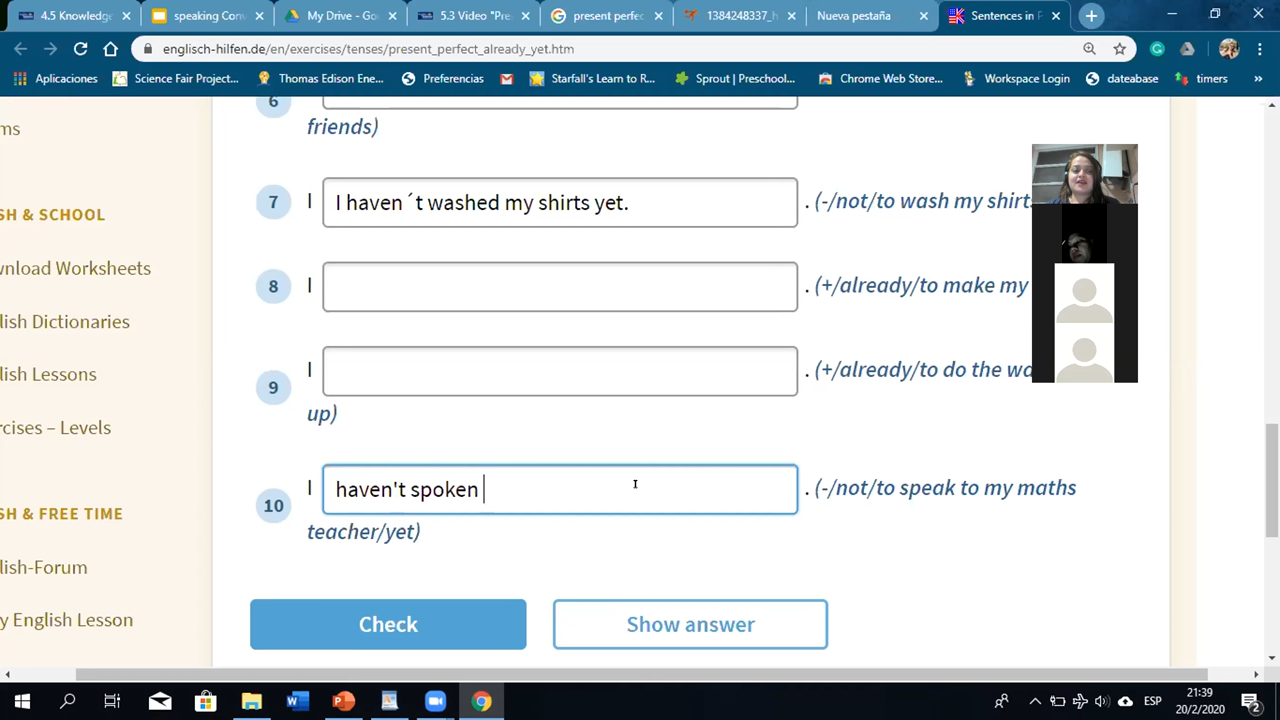 4.5 Knowledge
speaking Con
My Drive - Go
5.3 Video "Pre
present perfe
1384248337_h
Nueva pestaña
Sentences in P
englisch-hilfen.de/en/exercises/tenses/present_perfect_already_yet.htm
Aplicaciones
Science Fair Project...
Thomas Edison Ene...
Preferencias
Starfall's Learn to R...
Sprout | Preschool...
Chrome Web Store...
Workspace Login
dateabase
timers
»
ms
SH & SCHOOL
wnload Worksheets
lish Dictionaries
lish Lessons
rcises – Levels
SH & FREE TIME
lish-Forum
y English Lesson
6
friends)
7 I I haven ´t washed my shirts yet. . (-/not/to wash my shirts
8 I . (+/already/to make my
9 I . (+/already/to do the wa
up)
10 I haven't spoken . (-/not/to speak to my maths
teacher/yet)
Check
Show answer
ESP
21:39
20/2/2020
2